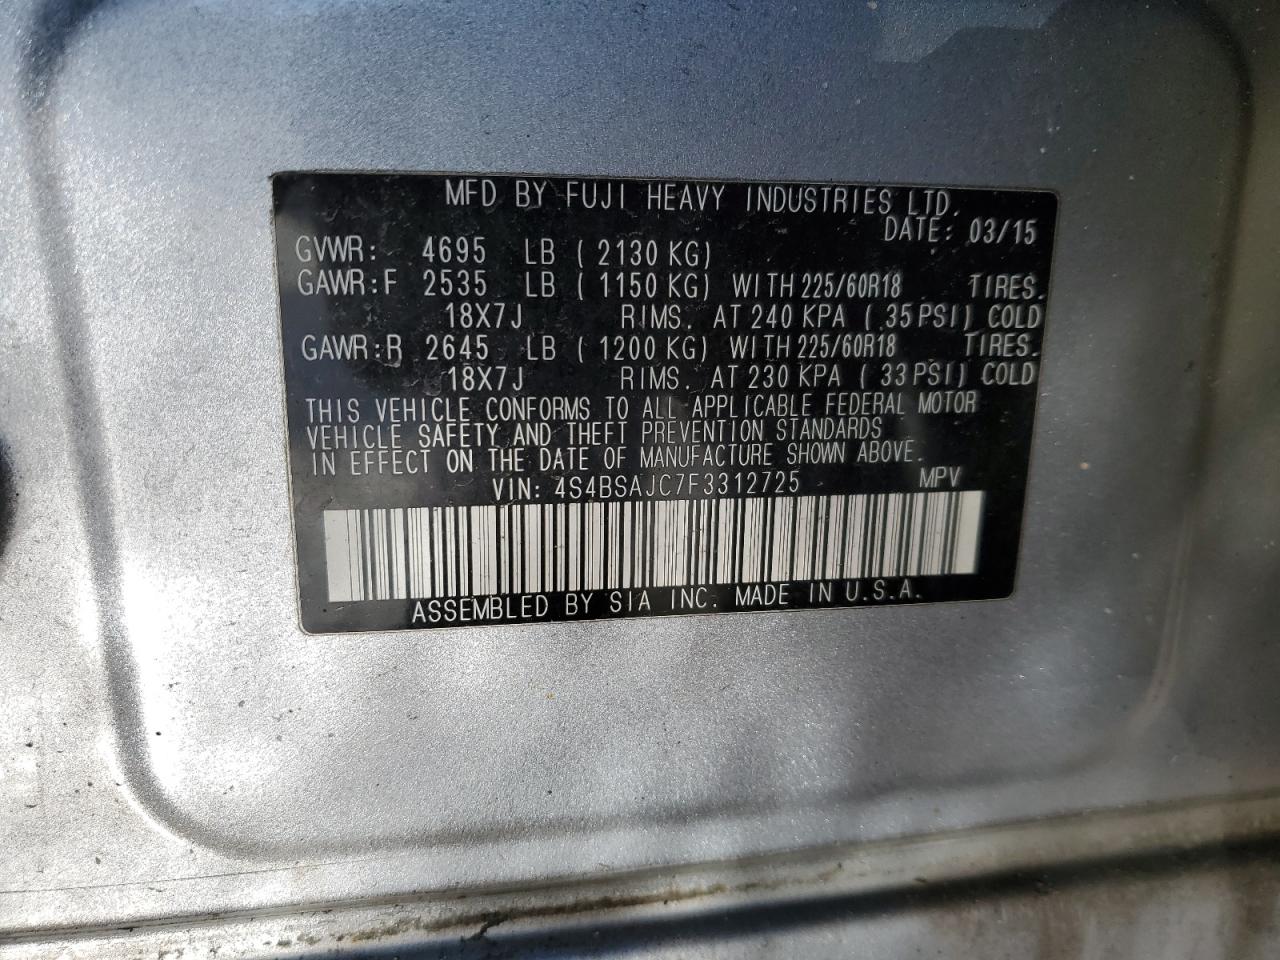 MFD BY FUJI HEAVY INDUSTRIES LTD.
DATE: 03/15
GVWR: 4695 LB ( 2130 KG)
GAWR:F 2535 LB ( 1150 KG) WITH 225/60R18 TIRES.
18X7J RIMS. AT 240 KPA ( 35 PSI) COLD
GAWR:R 2645 LB ( 1200 KG) WITH 225/60R18 TIRES.
18X7J RIMS. AT 230 KPA ( 33 PSI) COLD
THIS VEHICLE CONFORMS TO ALL APPLICABLE FEDERAL MOTOR
VEHICLE SAFETY AND THEFT PREVENTION STANDARDS
IN EFFECT ON THE DATE OF MANUFACTURE SHOWN ABOVE.
VIN: 4S4BSAJC7F3312725 MPV
ASSEMBLED BY SIA INC. MADE IN U.S.A.